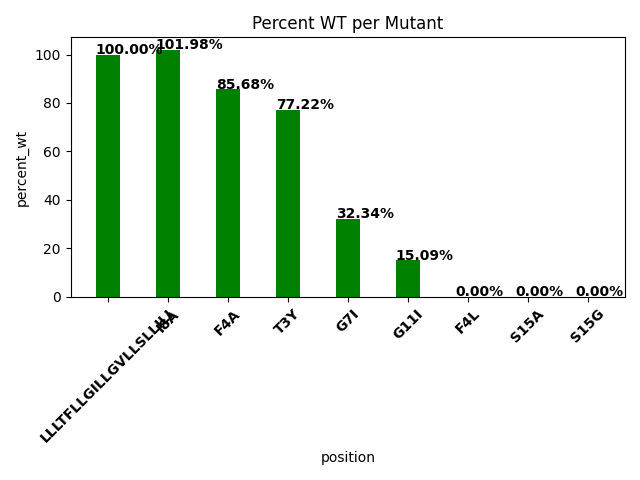 Percent WT per Mutant
100.00%
101.98%
85.68%
77.22%
32.34%
15.09%
0.00%
0.00%
0.00%
percent_wt
100
80
60
40
20
0
I8A
F4A
T3Y
G7I
G11I
F4L
S15A
S15G
position